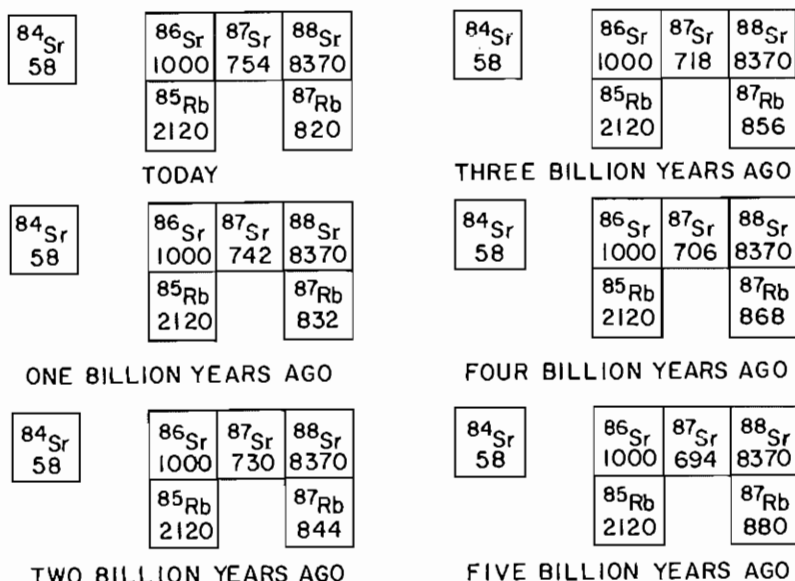 84Sr 86Sr 87Sr 88Sr
58 1000 754 8370
85Rb 87Rb
2120 820
TODAY
84Sr 86Sr 87Sr 88Sr
58 1000 742 8370
85Rb 87Rb
2120 832
ONE BILLION YEARS AGO
84Sr 86Sr 87Sr 88Sr
58 1000 730 8370
85Rb 87Rb
2120 844
TWO BILLION YEARS AGO
84Sr 86Sr 87Sr 88Sr
58 1000 718 8370
85Rb 87Rb
2120 856
THREE BILLION YEARS AGO
84Sr 86Sr 87Sr 88Sr
58 1000 706 8370
85Rb 87Rb
2120 868
FOUR BILLION YEARS AGO
84Sr 86Sr 87Sr 88Sr
58 1000 694 8370
85Rb 87Rb
2120 880
FIVE BILLION YEARS AGO